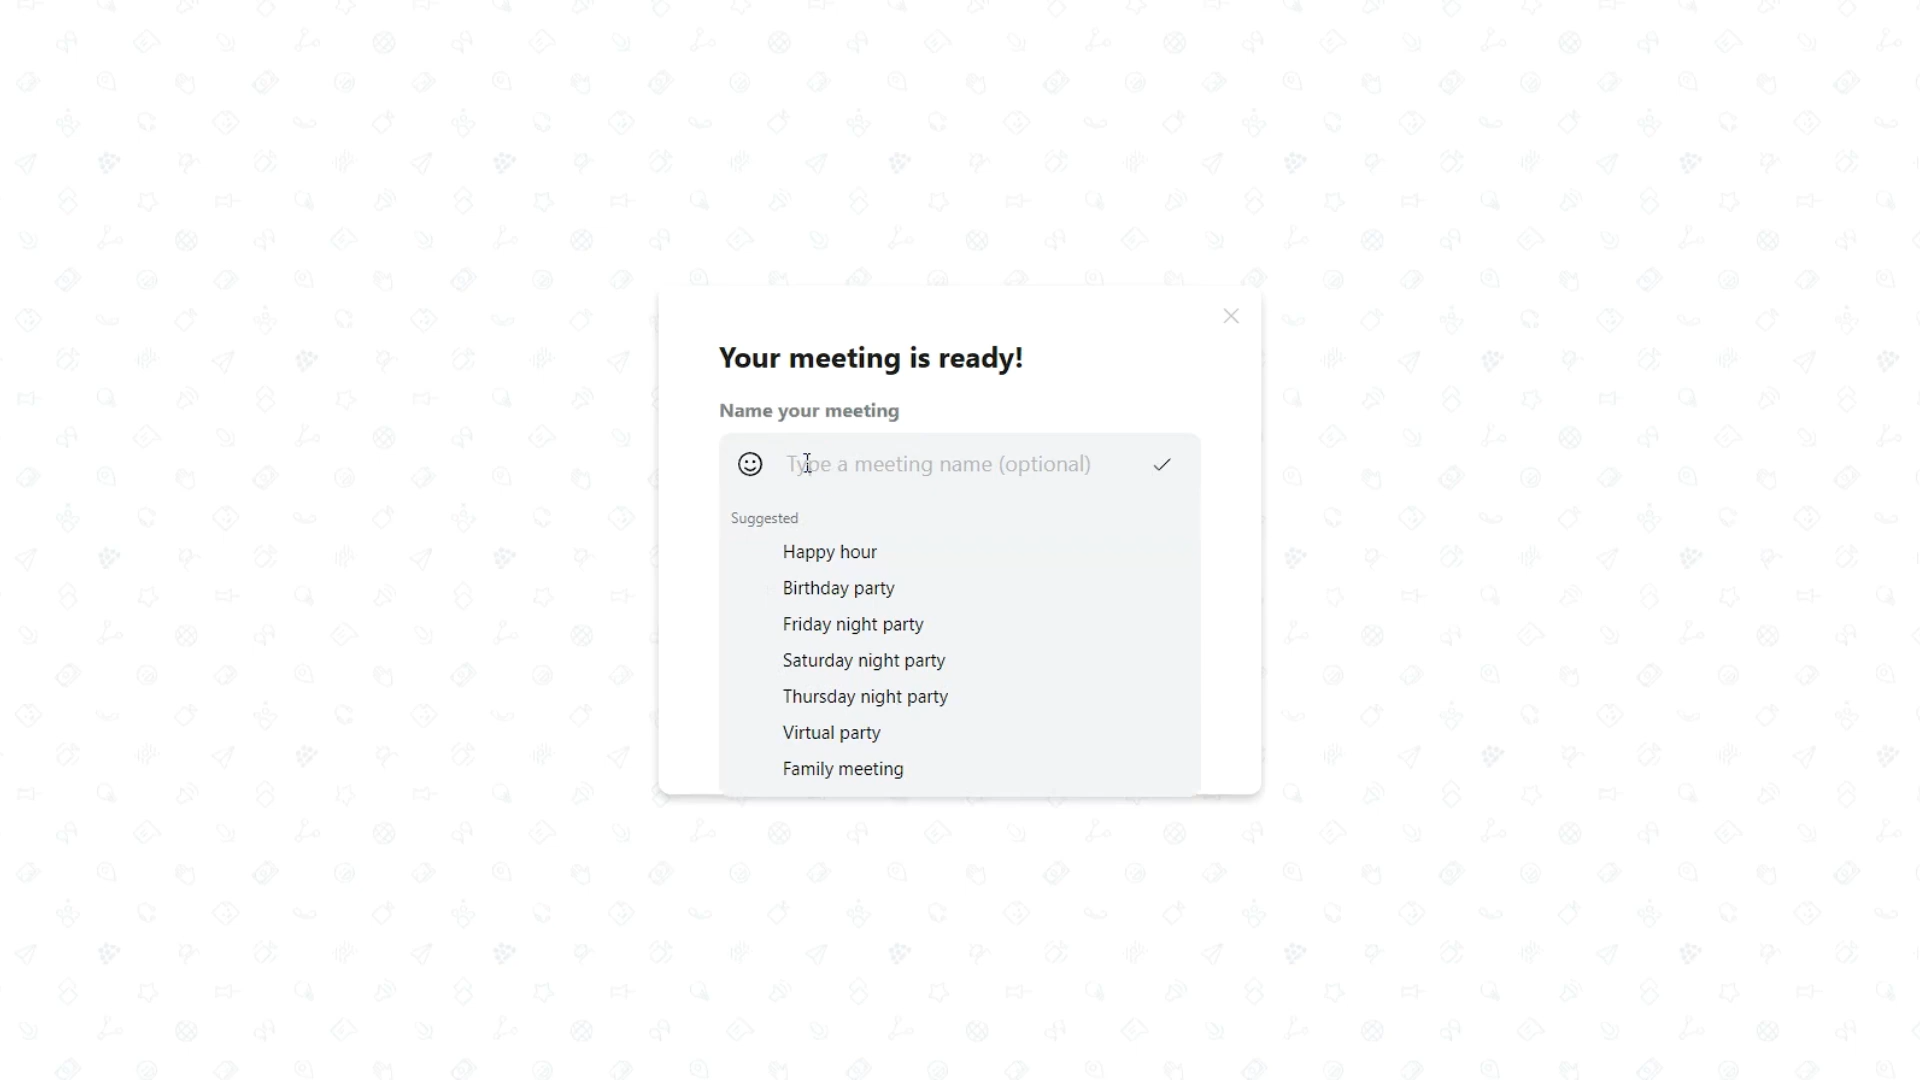 Your meeting is ready!
Name your meeting
Type a meeting name (optional)
Suggested
Happy hour
Birthday party
Friday night party
Saturday night party
Thursday night party
Virtual party
Family meeting